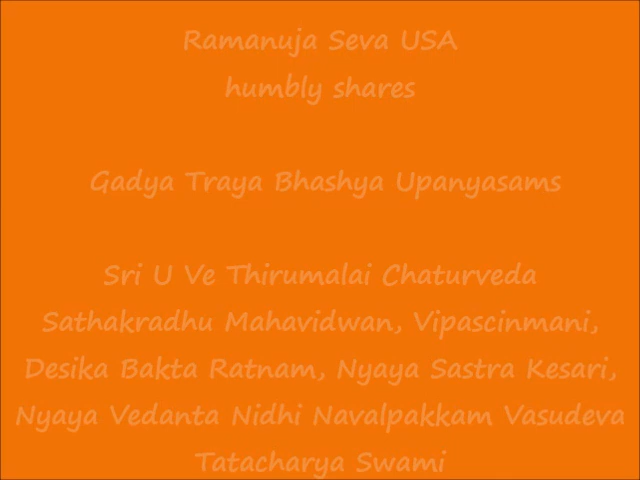 Ramanuja Seva USA
humbly shares
Gadya Traya Bhashya Upanyasams
Sri U Ve Thirumalai Chaturveda
Sathakradhu Mahavidwan, Vipascinmani,
Desika Bakta Ratnam, Nyaya Sastra Kesari,
Nyaya Vedanta Nidhi Navalpakkam Vasudeva
Tatacharya Swami